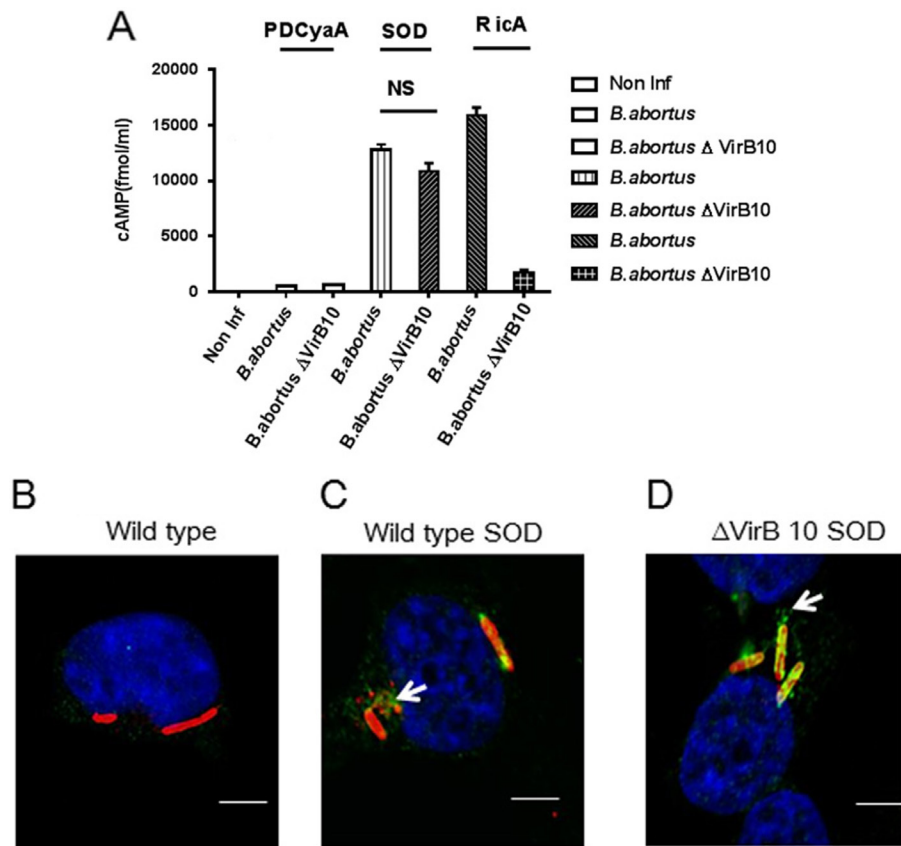 A
PDCyaA SOD RicA
NS
cAMP(fmol/ml)
20000
15000
10000
5000
0
Non Inf
B.abortus
B.abortus ΔVirB10
B.abortus
B.abortus ΔVirB10
B.abortus
B.abortus ΔVirB10
Non Inf
B.abortus
B.abortus Δ VirB10
B.abortus
B.abortus ΔVirB10
B.abortus
B.abortus ΔVirB10
B
Wild type
C
Wild type SOD
D
ΔVirB 10 SOD